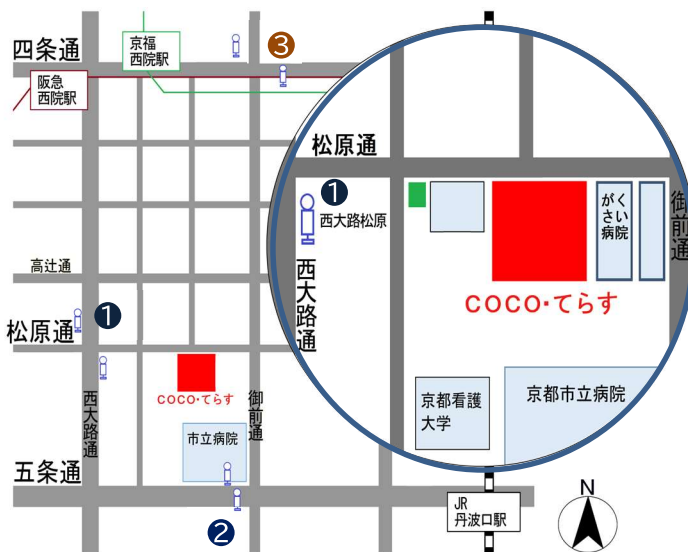 四条通
京福
西院駅
❸
阪急
西院駅
高辻通
松原通
❶
西大路通
COCO・てらす
御前通
市立病院
五条通
❷
JR
丹波口駅
N
松原通
❶
西大路松原
西大路通
がくさい
病院
御前通
COCO・てらす
京都看護
大学
京都市立病院